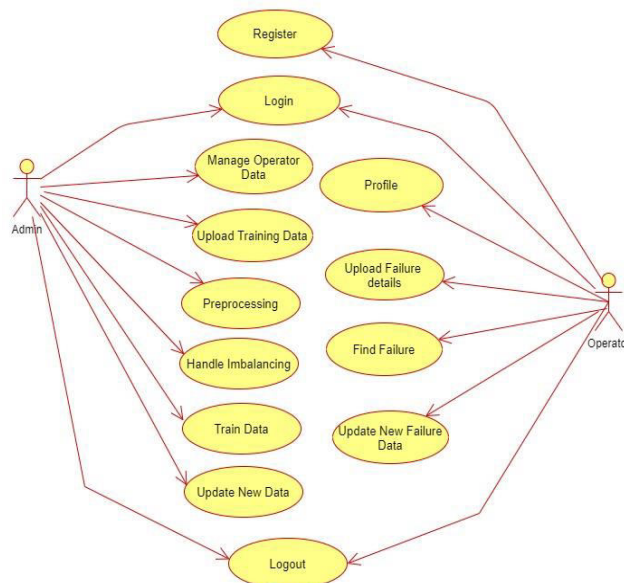 Register
Login
Manage Operator
Data
Profile
Admin
Upload Training Data
Upload Failure
details
Preprocessing
Find Failure
Operato
Handle Imbalancing
Train Data
Update New Failure
Data
Update New Data
Logout